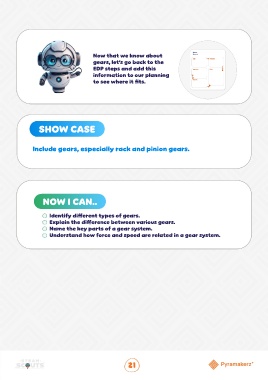 Now that we know about
gears, let's go back to the
EDP steps and add this
information to our planning
to see where it fits.
SHOW CASE
Include gears, especially rack and pinion gears.
NOW I CAN..
Identify different types of gears.
Explain the difference between various gears.
Name the key parts of a gear system.
Understand how force and speed are related in a gear system.
21
Pyramakerz